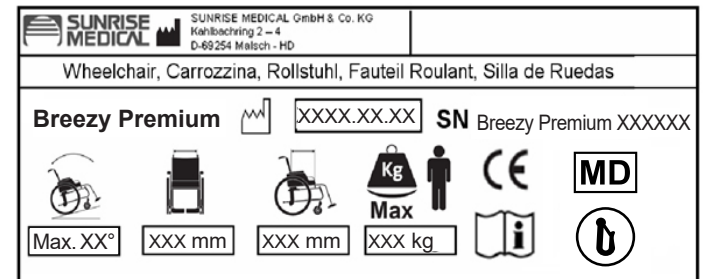 SUNRISE MEDICAL
SUNRISE MEDICAL GmbH & Co. KG
Kahlbachring 2 – 4
D-69254 Malsch - HD
Wheelchair, Carrozzina, Rollstuhl, Fauteil Roulant, Silla de Ruedas
Breezy Premium XXXX.XX.XX SN Breezy Premium XXXXXX
Kg CE MD
Max
Max. XX° XXX mm XXX mm XXX kg i